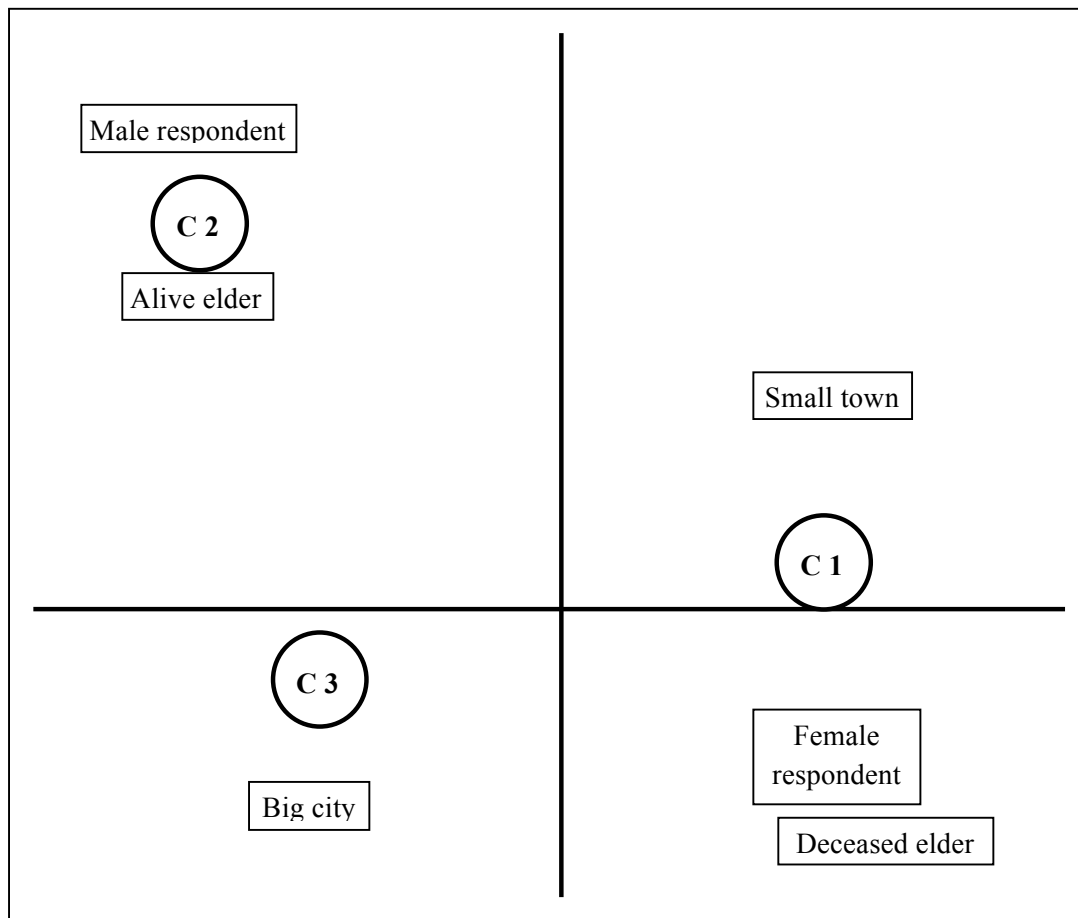 Male respondent
C 2
Alive elder
Small town
C 1
C 3
Female
respondent
Big city
Deceased elder